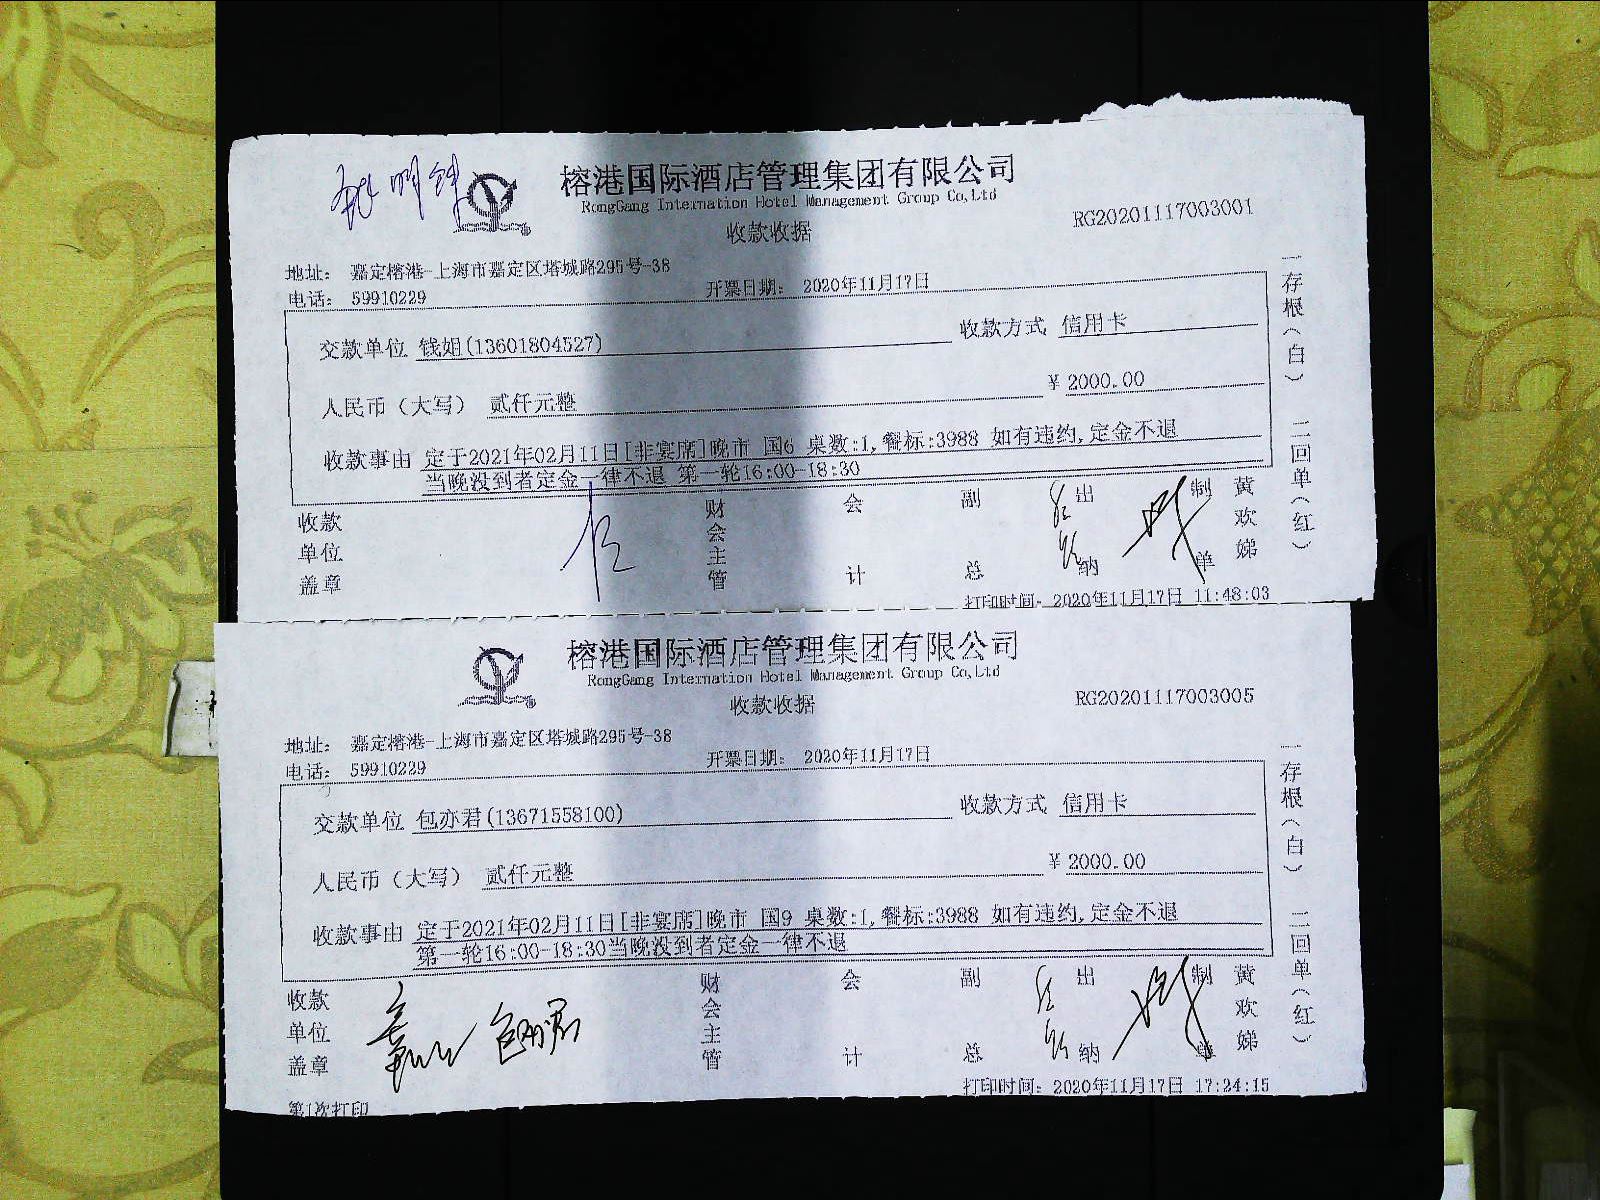 榕港国际酒店管理集团有限公司
RongGang Internation Hotel Management Group Co,Ltd
收款收据
RG20201117003001
地址： 嘉定榕港-上海市嘉定区塔城路295号-38
电话： 59910229
开票日期： 2020年11月17日
交款单位 钱姐(13601804527)
收款方式 信用卡
人民币（大写） 贰仟元整
¥ 2000.00
收款事由 定于2021年02月11日[非宴席]晚市 国6 桌数:1,餐标:3988 如有违约,定金不退
当晚没到者定金一律不退 第一轮16:00-18:30
收款单位盖章
财会主管
会计
副总
出纳
制单
黄欢娣
一存根（白）
二回单（红）
打印时间: 2020年11月17日 11:48:03
榕港国际酒店管理集团有限公司
RongGang Internation Hotel Management Group Co,Ltd
收款收据
RG20201117003005
地址： 嘉定榕港-上海市嘉定区塔城路295号-38
电话： 59910229
开票日期： 2020年11月17日
交款单位 包亦君(13671558100)
收款方式 信用卡
人民币（大写） 贰仟元整
¥ 2000.00
收款事由 定于2021年02月11日[非宴席]晚市 国9 桌数:1,餐标:3988 如有违约,定金不退
第一轮16:00-18:30当晚没到者定金一律不退
收款单位盖章
包亦君
财会主管
会计
副总
出纳
制单
黄欢娣
一存根（白）
二回单（红）
打印时间: 2020年11月17日 17:24:15
第1次打印